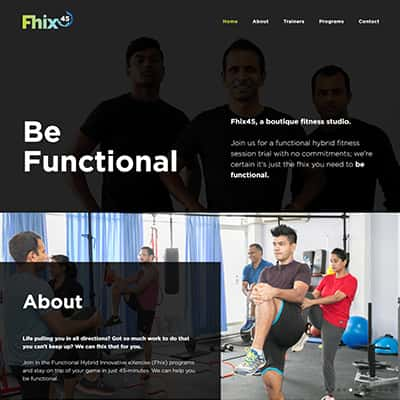 Fhix45
Home About Trainers Programs Contact
Be
Functional
Fhix45, a boutique fitness studio.
Join us for a functional hybrid fitness
session trial with no commitments; we're
certain it's just the fhix you need to be
functional.
About
Life pulling you in all directions? Got so much work to do that
you can't keep up? We can fhix that for you.
Join in the Functional Hybrid Innovative eXercise (Fhix) programs
and stay on top of your game in just 45-minutes. We can help you
be functional.